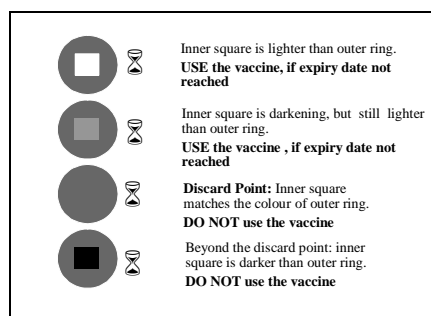 Inner square is lighter than outer ring.
USE the vaccine, if expiry date not
reached
Inner square is darkening, but still lighter
than outer ring.
USE the vaccine , if expiry date not
reached
Discard Point: Inner square
matches the colour of outer ring.
DO NOT use the vaccine
Beyond the discard point: inner
square is darker than outer ring.
DO NOT use the vaccine